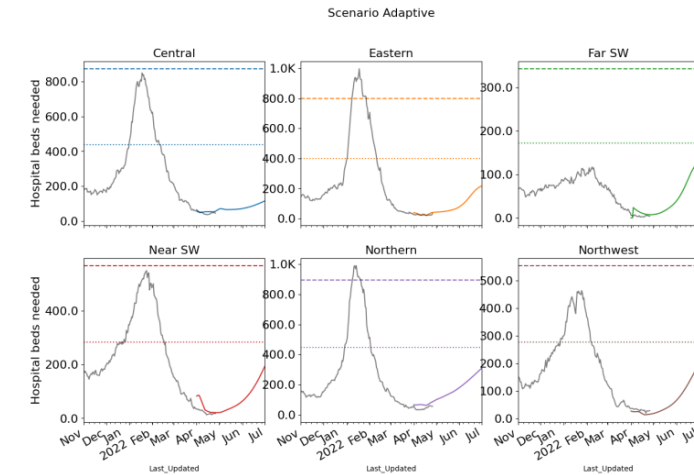 Scenario Adaptive
Central
Eastern
Far SW
Hospital beds needed
800.0
600.0
400.0
200.0
0.0
1.0K
800.0
600.0
400.0
200.0
0.0
300.0
200.0
100.0
0.0
Near SW
Northern
Northwest
Hospital beds needed
400.0
200.0
0.0
1.0K
800.0
600.0
400.0
200.0
0.0
500.0
400.0
300.0
200.0
100.0
0.0
Nov Dec Jan 2022 Feb Mar Apr May Jun Jul
Nov Dec Jan 2022 Feb Mar Apr May Jun Jul
Nov Dec Jan 2022 Feb Mar Apr May Jun Jul
Last_Updated
Last_Updated
Last_Updated